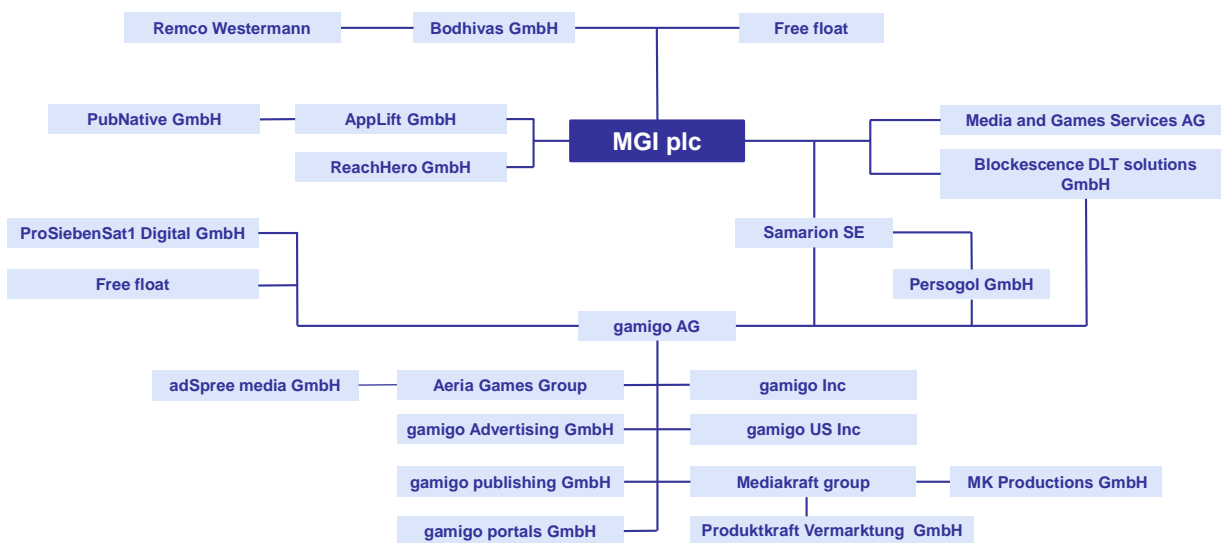 Remco Westermann
Bodhivas GmbH
Free float
PubNative GmbH
AppLift GmbH
MGI plc
Media and Games Services AG
ReachHero GmbH
Blockescence DLT solutions
GmbH
ProSiebenSat1 Digital GmbH
Samarion SE
Free float
Persogol GmbH
gamigo AG
adSpree media GmbH
Aeria Games Group
gamigo Inc
gamigo Advertising GmbH
gamigo US Inc
gamigo publishing GmbH
Mediakraft group
MK Productions GmbH
gamigo portals GmbH
Produktkraft Vermarktung GmbH